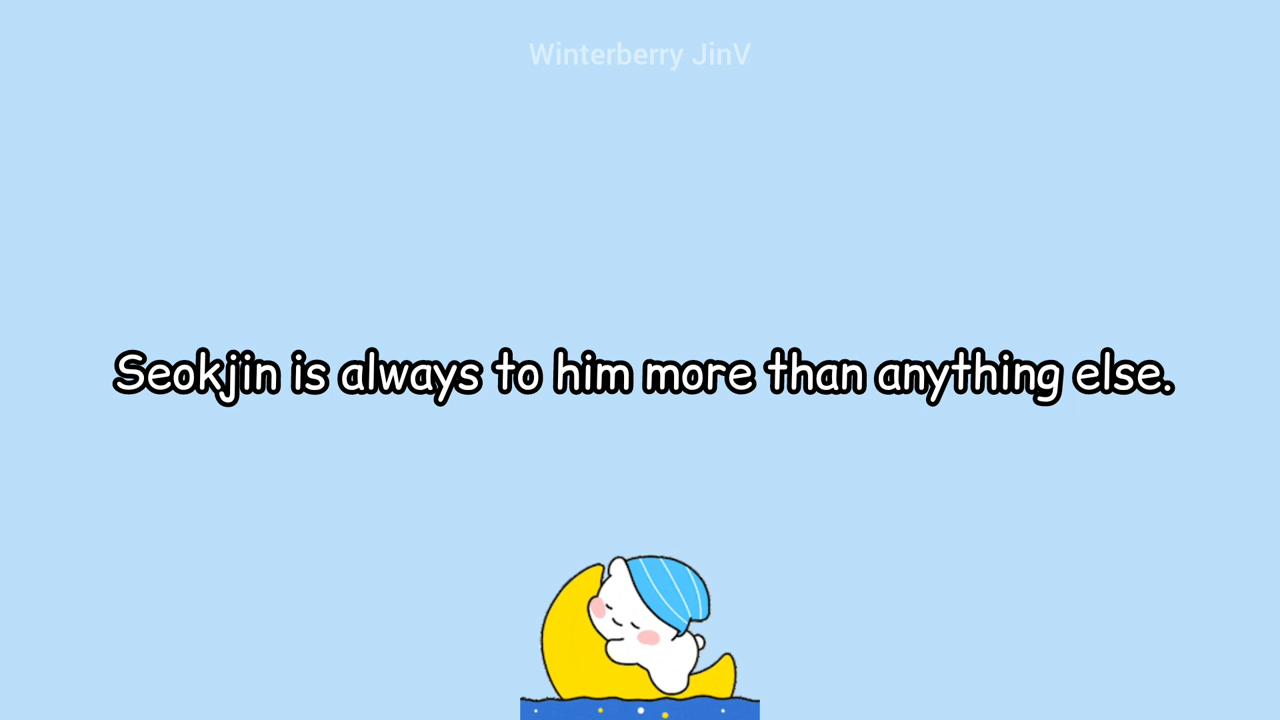 Winterberry JinV
Seokjin is always to him more than anything else.